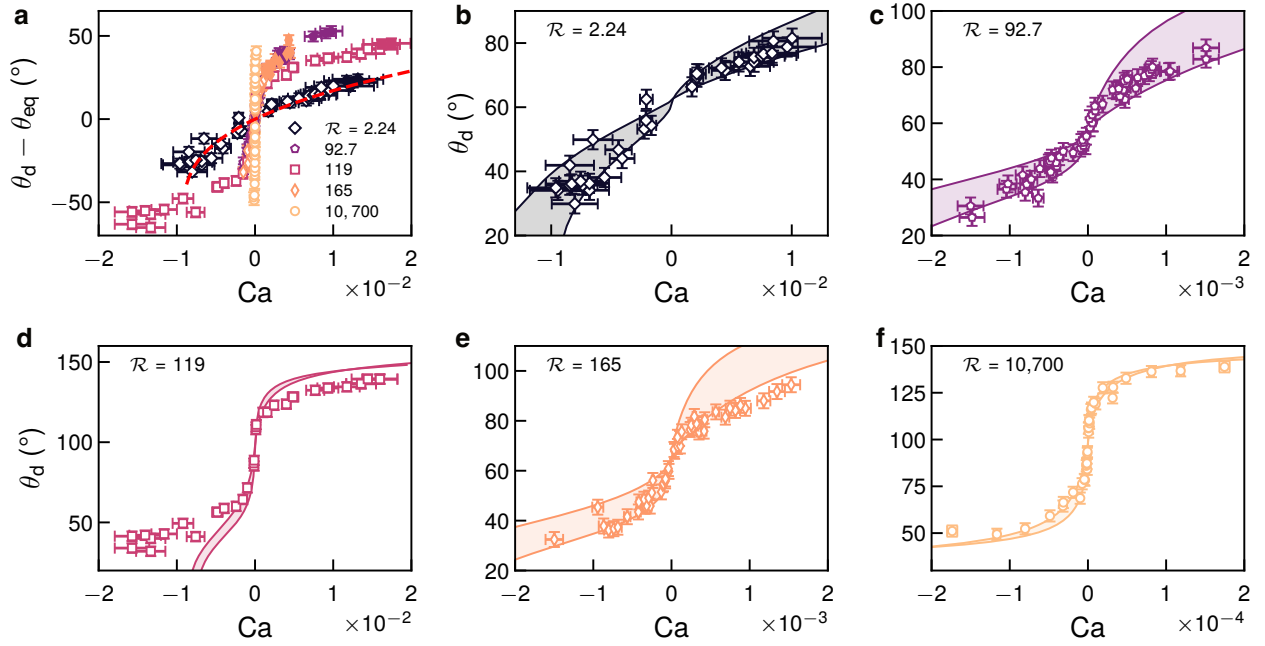 a
50
0
−50
θd − θeq (°)
−2 −1 0 1 2
Ca ×10−2
ℛ = 2.24
92.7
119
165
10, 700
b
ℛ = 2.24
80
60
40
20
θd (°)
−1 0 1
Ca ×10−2
c
ℛ = 92.7
100
80
60
40
20
−2 −1 0 1 2
Ca ×10−3
d
ℛ = 119
150
100
50
θd (°)
−2 −1 0 1 2
Ca ×10−2
e
ℛ = 165
100
80
60
40
20
−2 −1 0 1 2
Ca ×10−3
f
ℛ = 10,700
150
125
100
75
50
−2 −1 0 1 2
Ca ×10−4